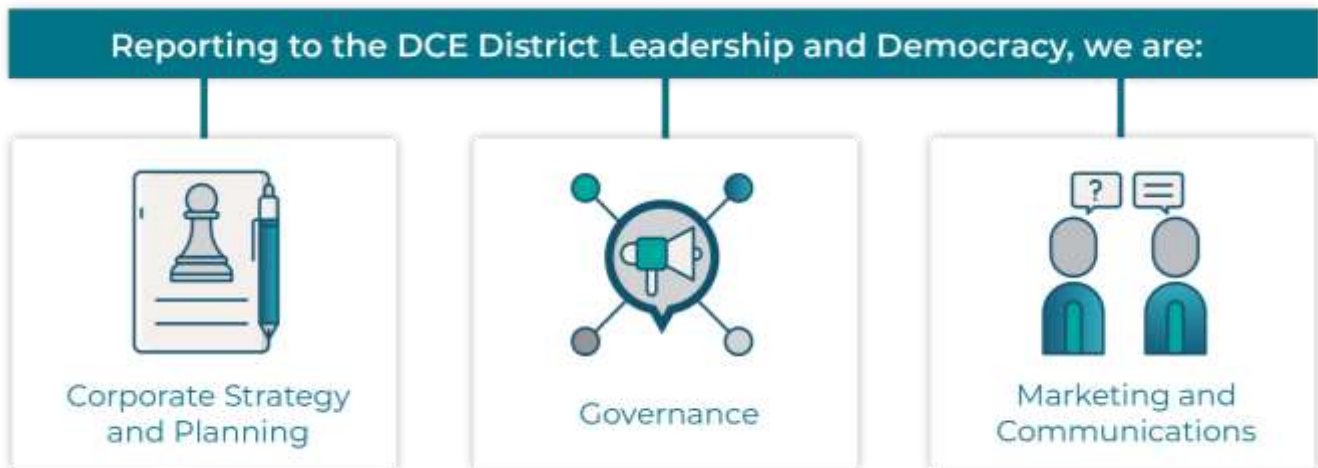 Reporting to the DCE District Leadership and Democracy, we are:
?
Corporate Strategy
and Planning
Governance
Marketing and
Communications